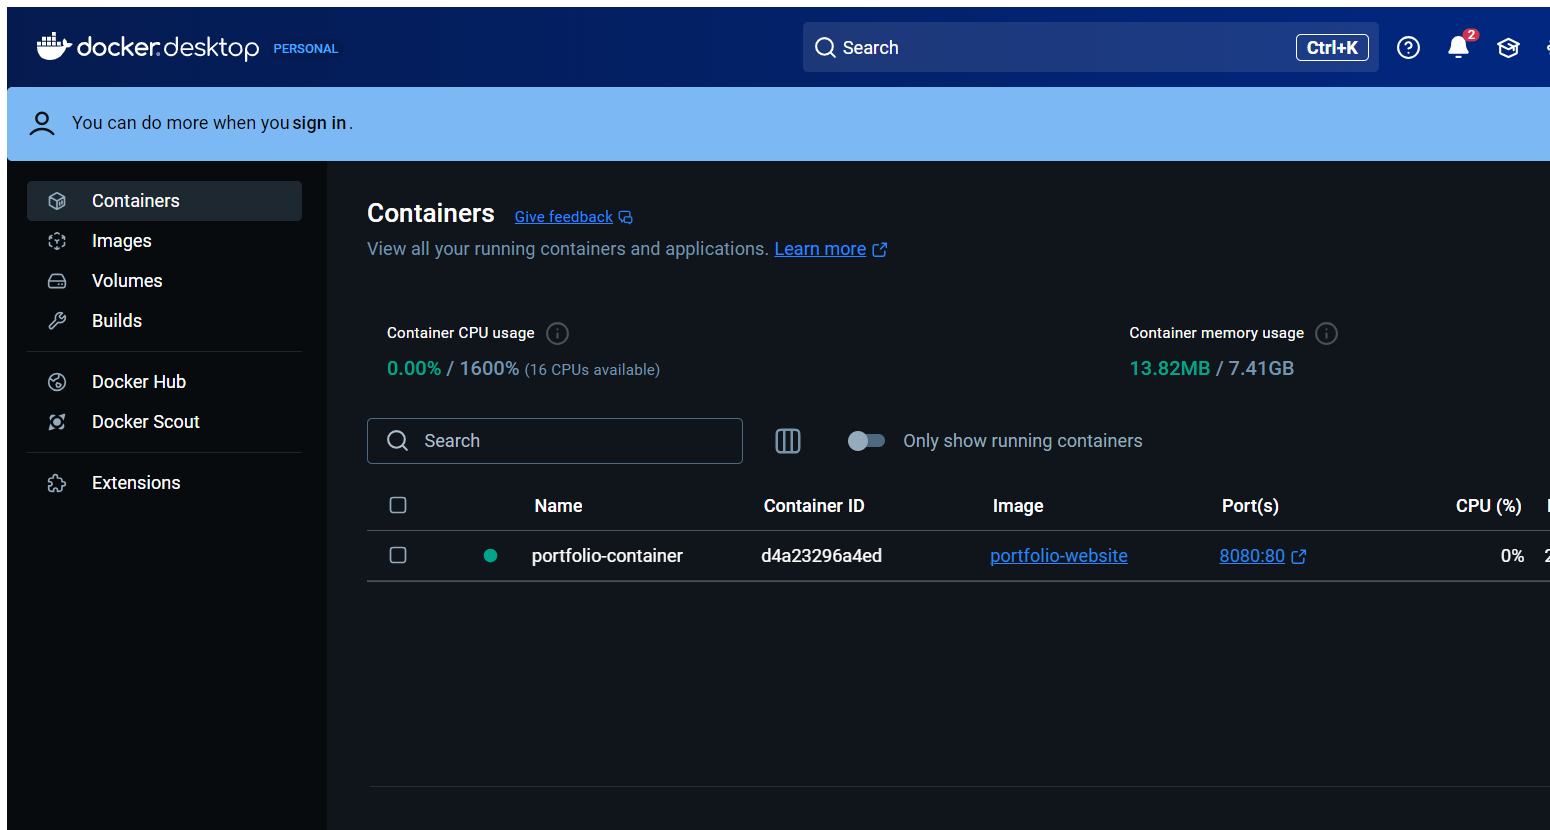 docker.desktop PERSONAL
Search Ctrl+K
2
You can do more when you sign in.
Containers
Images
Volumes
Builds
Docker Hub
Docker Scout
Extensions
Containers Give feedback
View all your running containers and applications. Learn more
Container CPU usage
0.00% / 1600% (16 CPUs available)
Container memory usage
13.82MB / 7.41GB
Search
Only show running containers
Name Container ID Image Port(s) CPU (%)
portfolio-container d4a23296a4ed portfolio-website 8080:80 0%